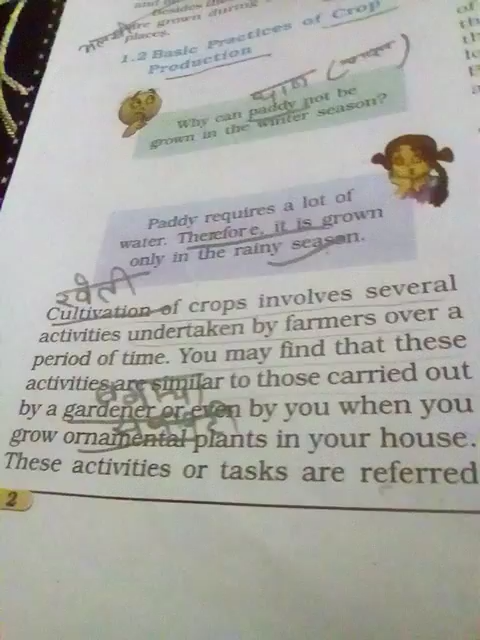 Besides the
are grown during
places.
1.2 Basic Practices of Crop
Production
धान
Why can paddy not be
grown in the winter season?
Paddy requires a lot of
water. Therefore, it is grown
only in the rainy season.
खेती
Cultivation of crops involves several
activities undertaken by farmers over a
period of time. You may find that these
activities are similar to those carried out
by a gardener or even by you when you
grow ornamental plants in your house.
These activities or tasks are referred
2